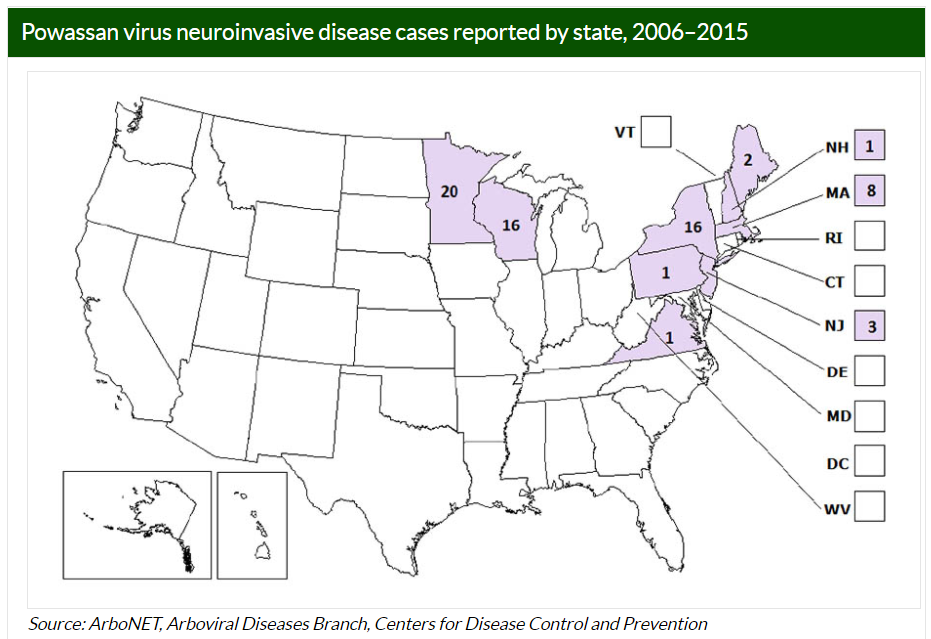 Powassan virus neuroinvasive disease cases reported by state, 2006–2015
VT
2
NH 1
MA 8
20
16
16
RI
1
CT
NJ 3
1
DE
MD
DC
WV
Source: ArboNET, Arboviral Diseases Branch, Centers for Disease Control and Prevention